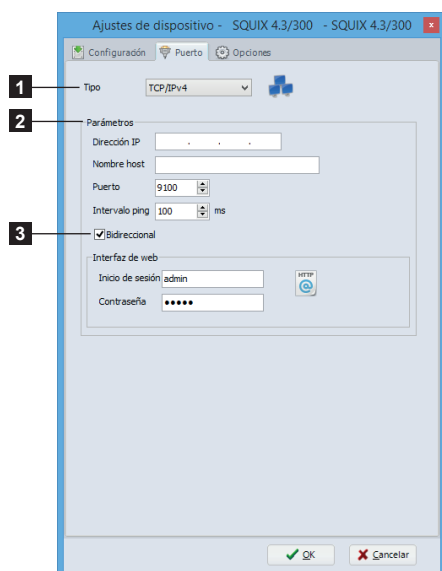 Ajustes de dispositivo - SQUIX 4.3/300 - SQUIX 4.3/300 x
Configuración Puerto Opciones
1 Tipo TCP/IPv4
2 Parámetros
Dirección IP . . .
Nombre host
Puerto 9100
Intervalo ping 100 ms
3 Bidireccional
Interfaz de web
Inicio de sesión admin HTTP @
Contraseña •••••
OK Cancelar